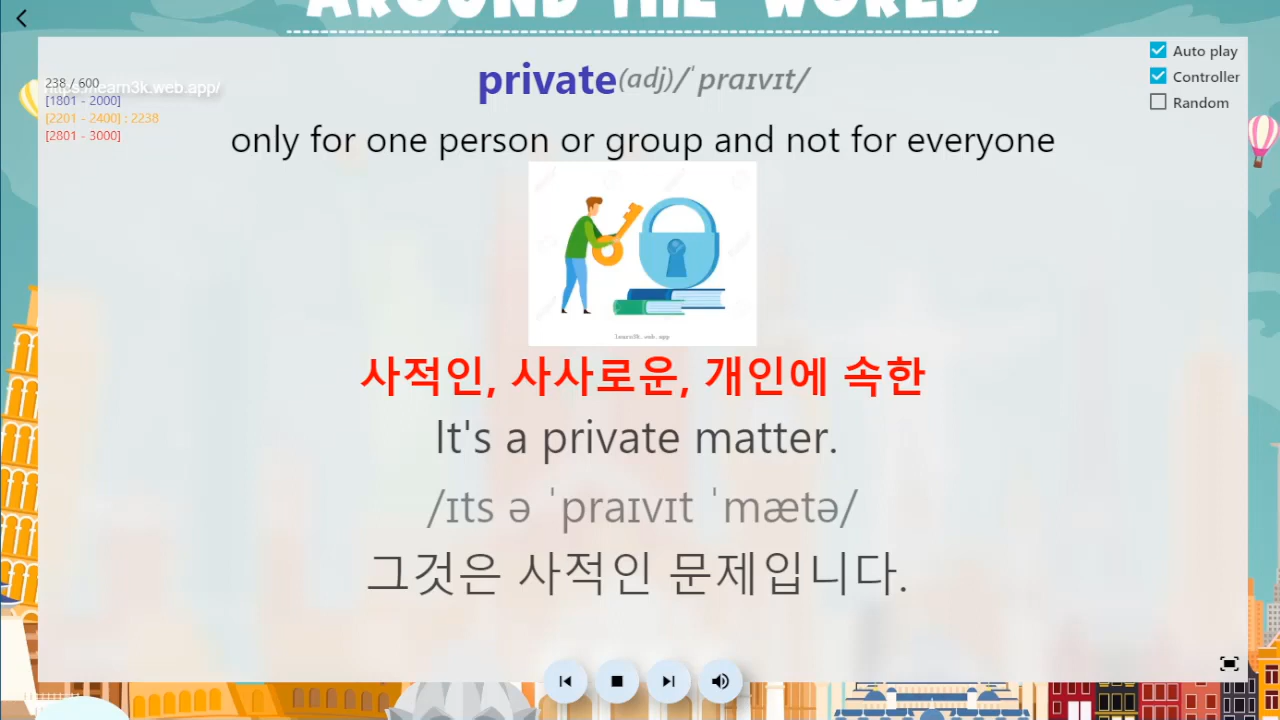 AROUND THE WORLD
private(adj)/ˈpraɪvɪt/
Auto play
Controller
Random
238 / 600
https://learn3k.web.app/
[1801 - 2000]
[2201 - 2400] : 2238
[2801 - 3000]
only for one person or group and not for everyone
learn3k.web.app
사적인, 사사로운, 개인에 속한
It's a private matter.
/ɪts ə ˈpraɪvɪt ˈmætə/
그것은 사적인 문제입니다.